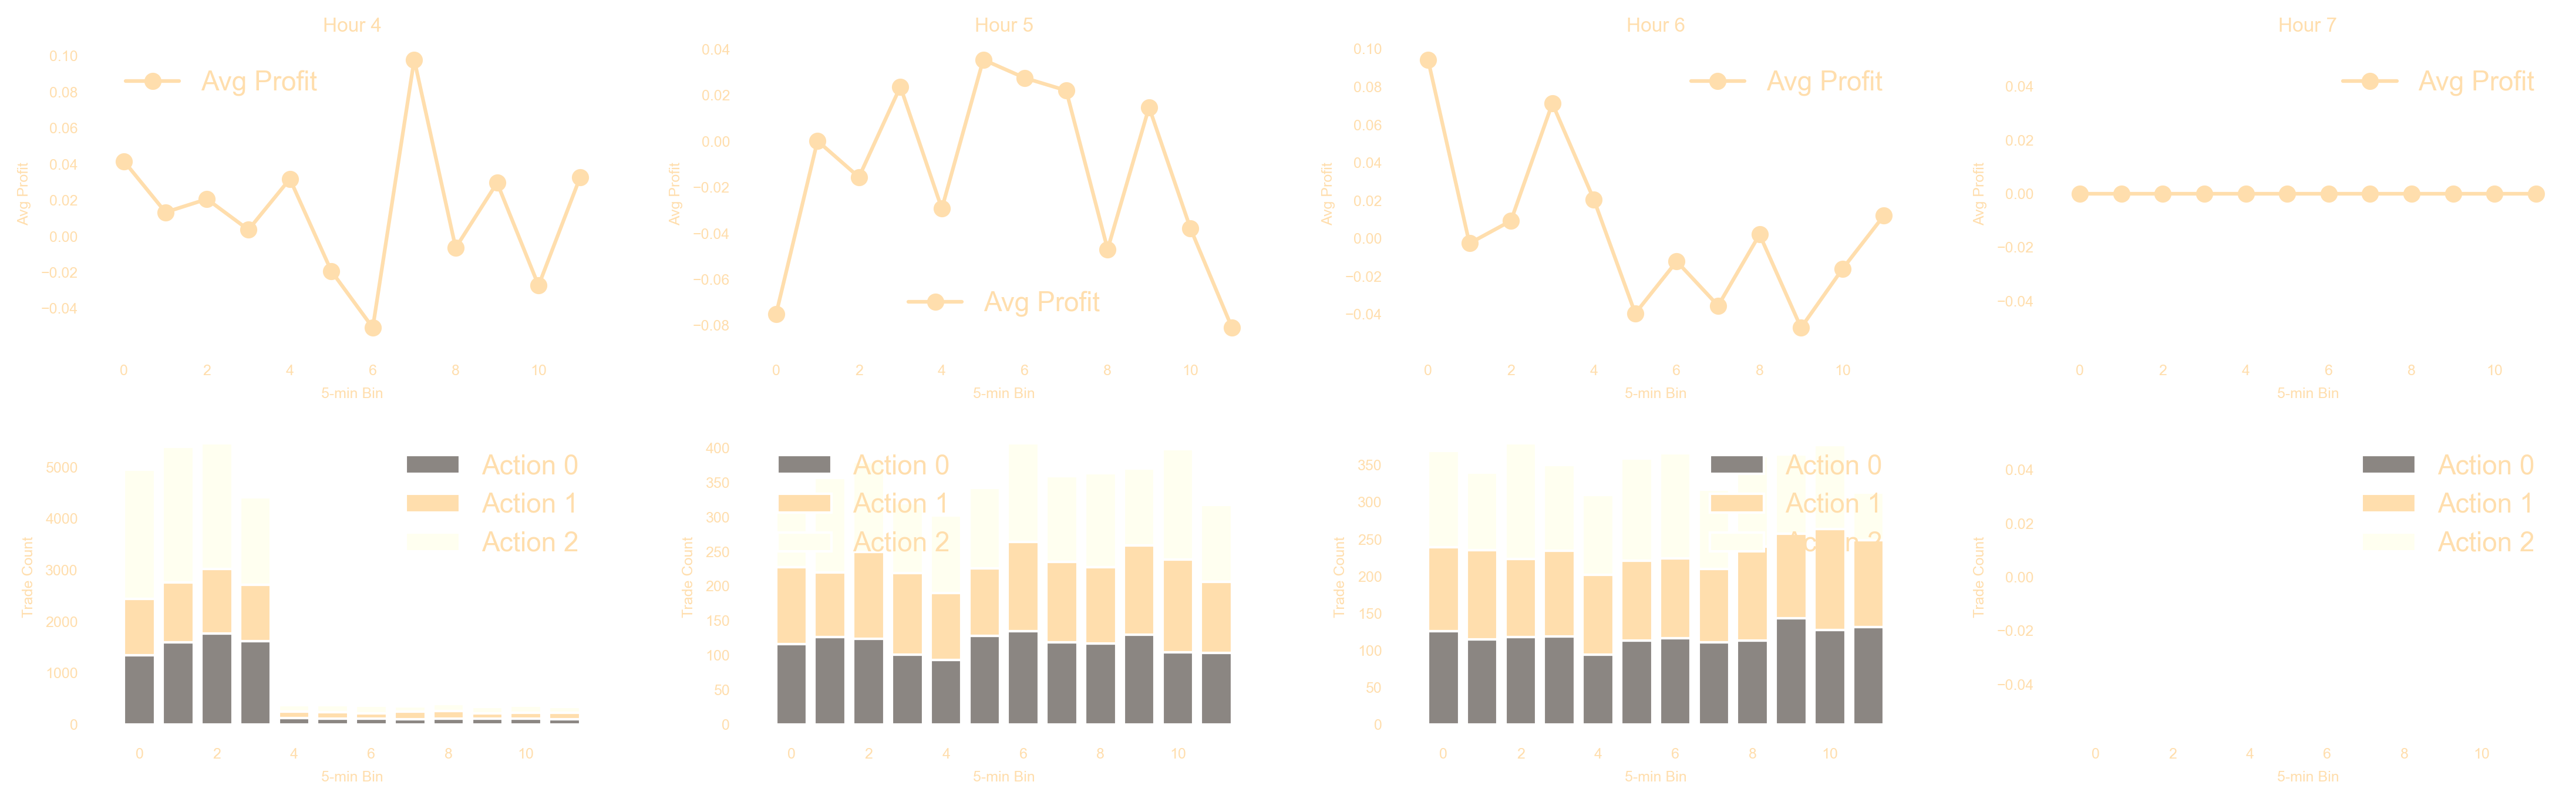 Hour 4
0.10
0.08
0.06
0.04
0.02
0.00
−0.02
−0.04
Avg Profit
Avg Profit
0 2 4 6 8 10
5-min Bin
Hour 5
0.04
0.02
0.00
−0.02
−0.04
−0.06
−0.08
Avg Profit
Avg Profit
0 2 4 6 8 10
5-min Bin
Hour 6
0.10
0.08
0.06
0.04
0.02
0.00
−0.02
−0.04
Avg Profit
Avg Profit
0 2 4 6 8 10
5-min Bin
Hour 7
0.04
0.02
0.00
−0.02
−0.04
Avg Profit
Avg Profit
0 2 4 6 8 10
5-min Bin
5000
4000
3000
2000
1000
0
Trade Count
Action 0
Action 1
Action 2
0 2 4 6 8 10
5-min Bin
400
350
300
250
200
150
100
50
0
Trade Count
Action 0
Action 1
Action 2
0 2 4 6 8 10
5-min Bin
350
300
250
200
150
100
50
0
Trade Count
Action 0
Action 1
Action 2
0 2 4 6 8 10
5-min Bin
0.04
0.02
0.00
−0.02
−0.04
Trade Count
Action 0
Action 1
Action 2
0 2 4 6 8 10
5-min Bin